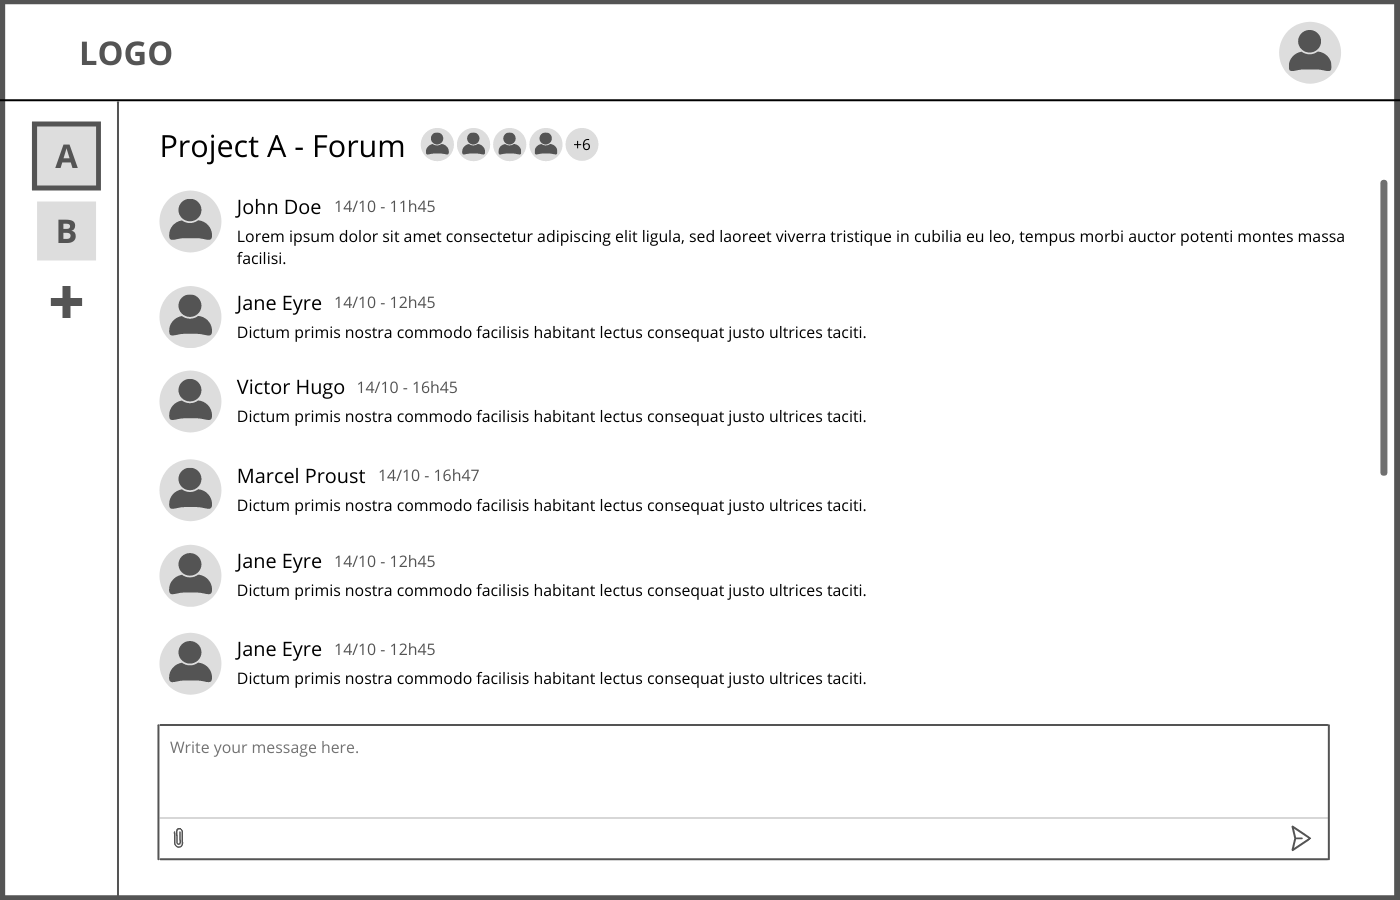 LOGO
A
B
Project A - Forum +6
John Doe 14/10 - 11h45
Lorem ipsum dolor sit amet consectetur adipiscing elit ligula, sed laoreet viverra tristique in cubilia eu leo, tempus morbi auctor potenti montes massa
facilisi.
Jane Eyre 14/10 - 12h45
Dictum primis nostra commodo facilisis habitant lectus consequat justo ultrices taciti.
Victor Hugo 14/10 - 16h45
Dictum primis nostra commodo facilisis habitant lectus consequat justo ultrices taciti.
Marcel Proust 14/10 - 16h47
Dictum primis nostra commodo facilisis habitant lectus consequat justo ultrices taciti.
Jane Eyre 14/10 - 12h45
Dictum primis nostra commodo facilisis habitant lectus consequat justo ultrices taciti.
Jane Eyre 14/10 - 12h45
Dictum primis nostra commodo facilisis habitant lectus consequat justo ultrices taciti.
Write your message here.